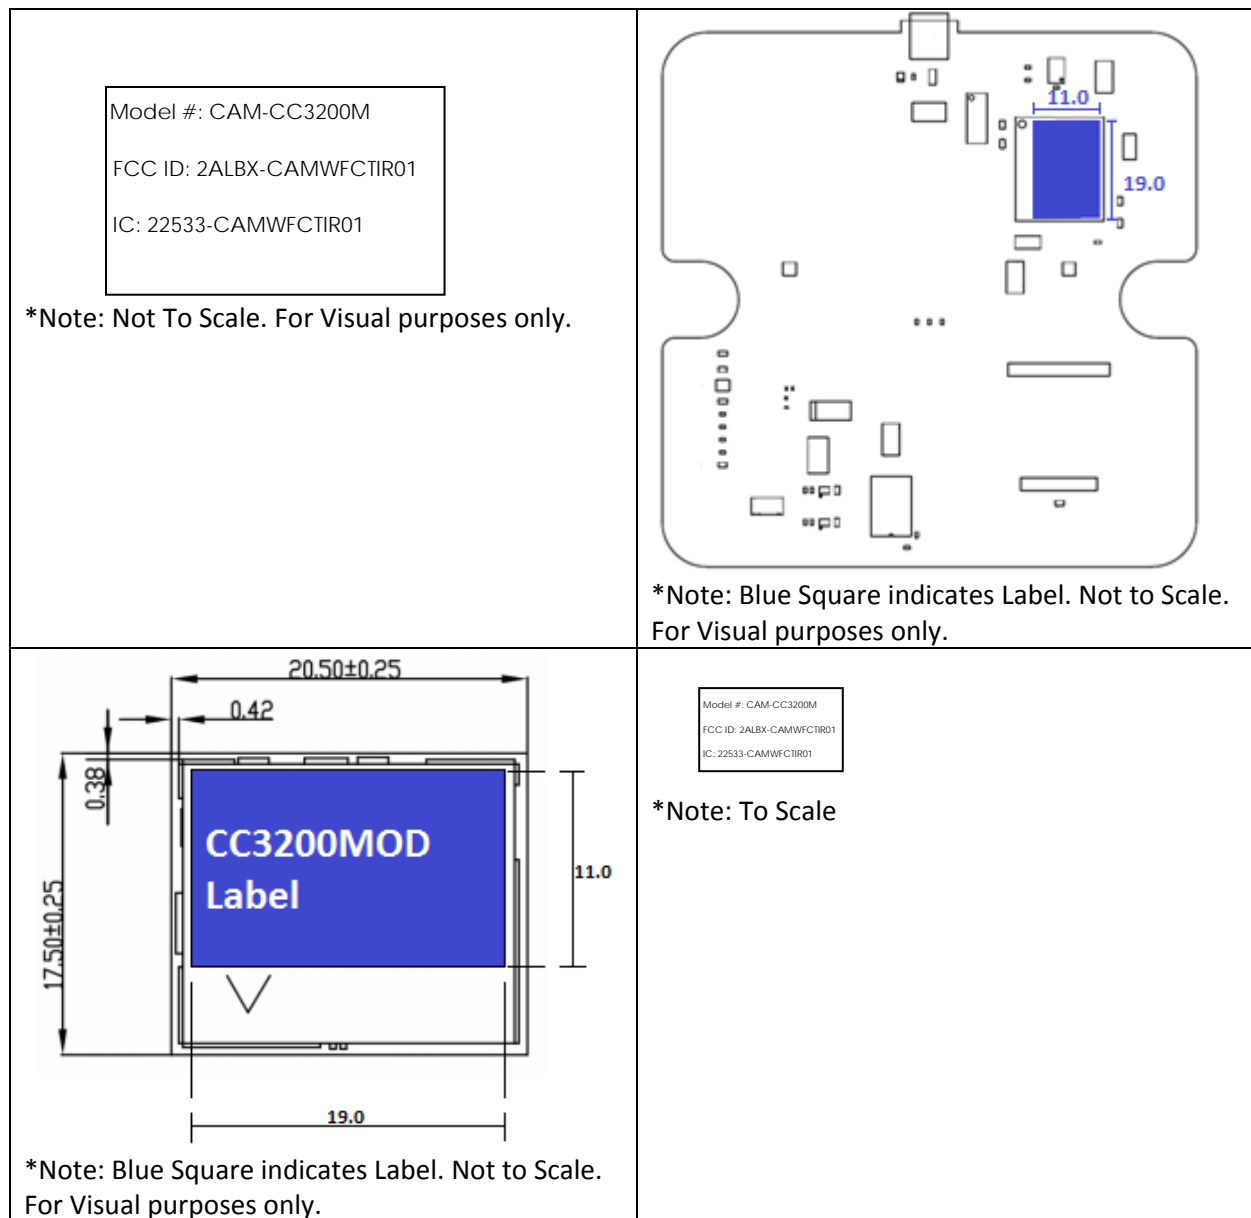 Model #: CAM-CC3200M
FCC ID: 2ALBX-CAMWFCTIR01
IC: 22533-CAMWFCTIR01
*Note: Not To Scale. For Visual purposes only.
11.0
19.0
*Note: Blue Square indicates Label. Not to Scale.
For Visual purposes only.
20.50±0.25
0.42
0.38
17.50±0.25
CC3200MOD
Label
11.0
19.0
*Note: Blue Square indicates Label. Not to Scale.
For Visual purposes only.
Model #: CAM-CC3200M
FCC ID: 2ALBX-CAMWFCTIR01
IC: 22533-CAMWFCTIR01
*Note: To Scale